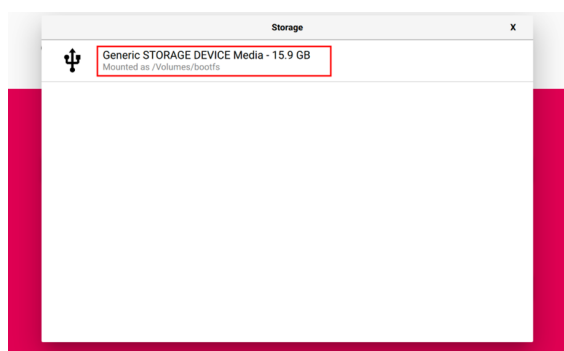 Storage
X
Generic STORAGE DEVICE Media - 15.9 GB
Mounted as /Volumes/bootfs